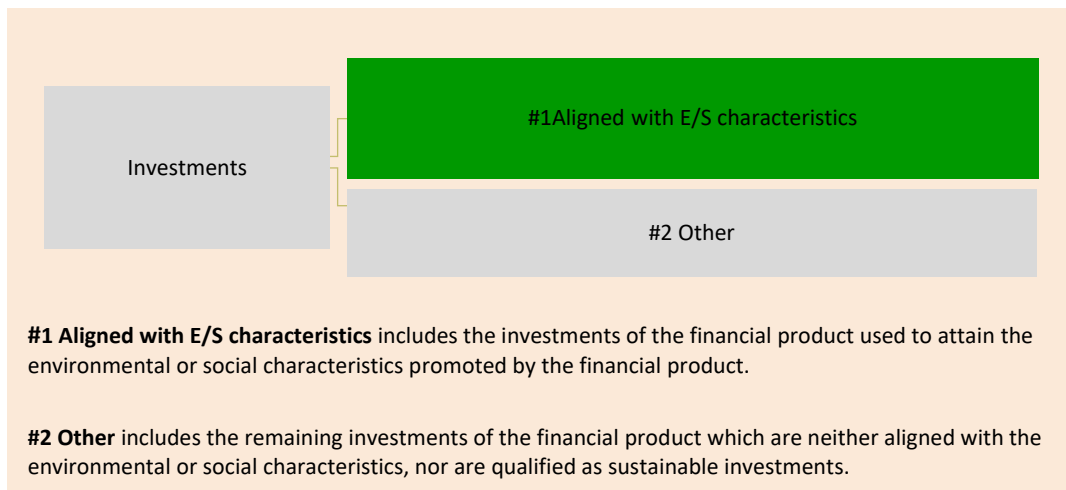 #1Aligned with E/S characteristics
Investments
#2 Other
#1 Aligned with E/S characteristics includes the investments of the financial product used to attain the
environmental or social characteristics promoted by the financial product.
#2 Other includes the remaining investments of the financial product which are neither aligned with the
environmental or social characteristics, nor are qualified as sustainable investments.